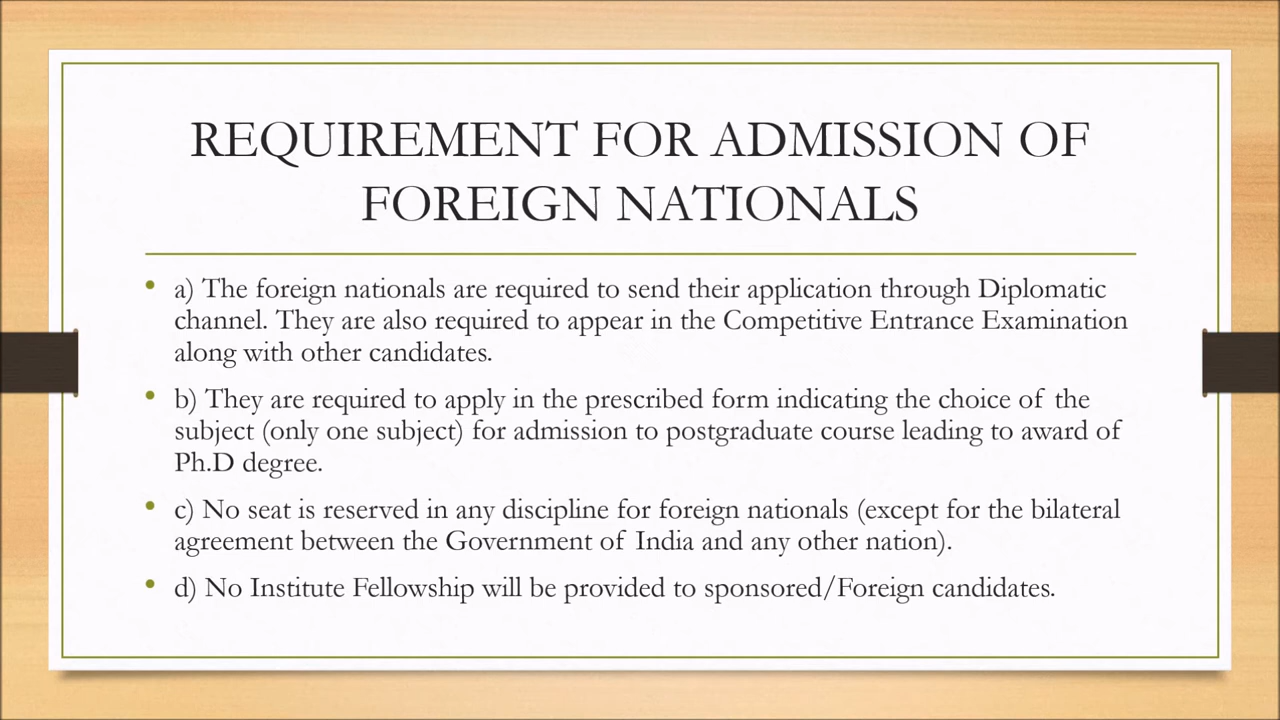 REQUIREMENT FOR ADMISSION OF
FOREIGN NATIONALS
• a) The foreign nationals are required to send their application through Diplomatic
channel. They are also required to appear in the Competitive Entrance Examination
along with other candidates.
• b) They are required to apply in the prescribed form indicating the choice of the
subject (only one subject) for admission to postgraduate course leading to award of
Ph.D degree.
• c) No seat is reserved in any discipline for foreign nationals (except for the bilateral
agreement between the Government of India and any other nation).
• d) No Institute Fellowship will be provided to sponsored/Foreign candidates.